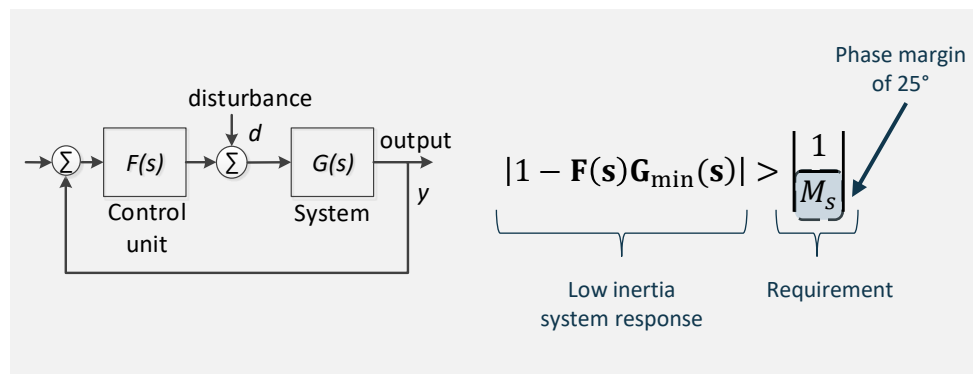 Phase margin
of 25°
disturbance
d
output
Σ
F(s)
Σ
G(s)
y
Control
unit
System
|1 − F(s)G_min(s)| > |1/M_s|
Low inertia
system response
Requirement